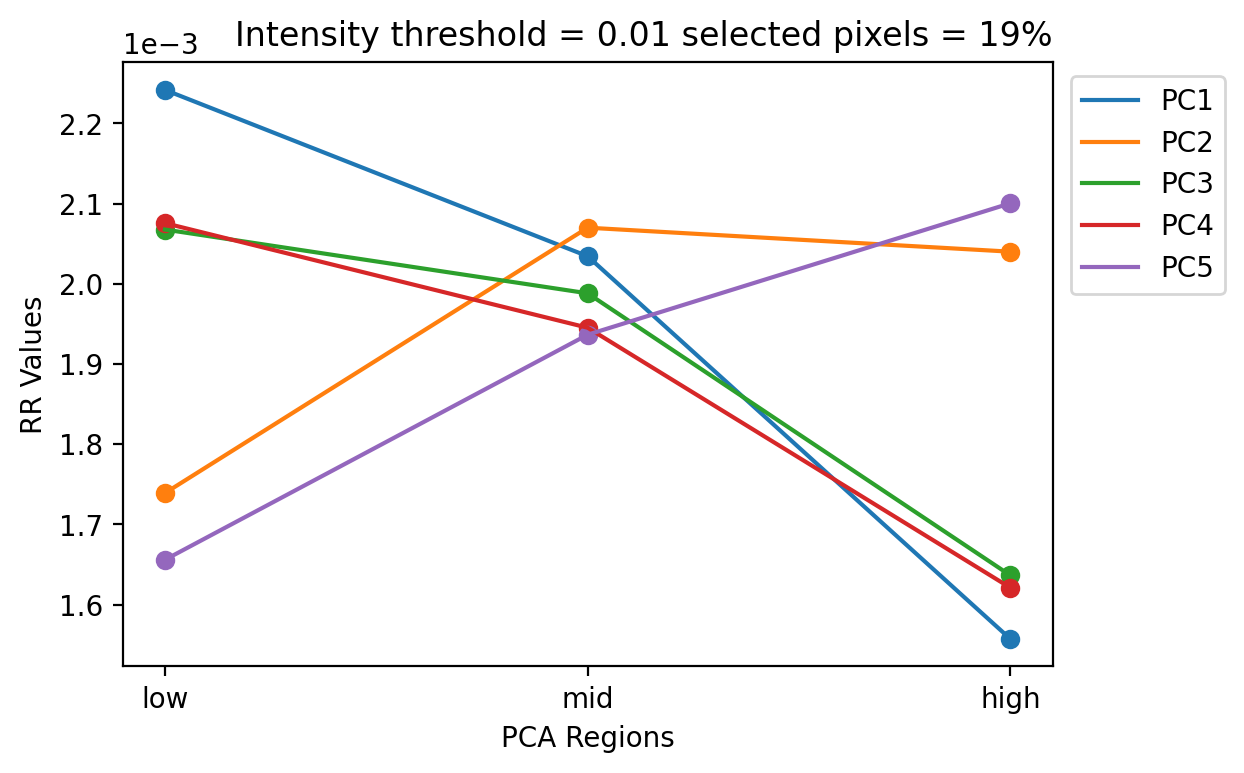 1e−3
Intensity threshold = 0.01 selected pixels = 19%
RR Values
2.2
2.1
2.0
1.9
1.8
1.7
1.6
low
mid
high
PCA Regions
PC1
PC2
PC3
PC4
PC5